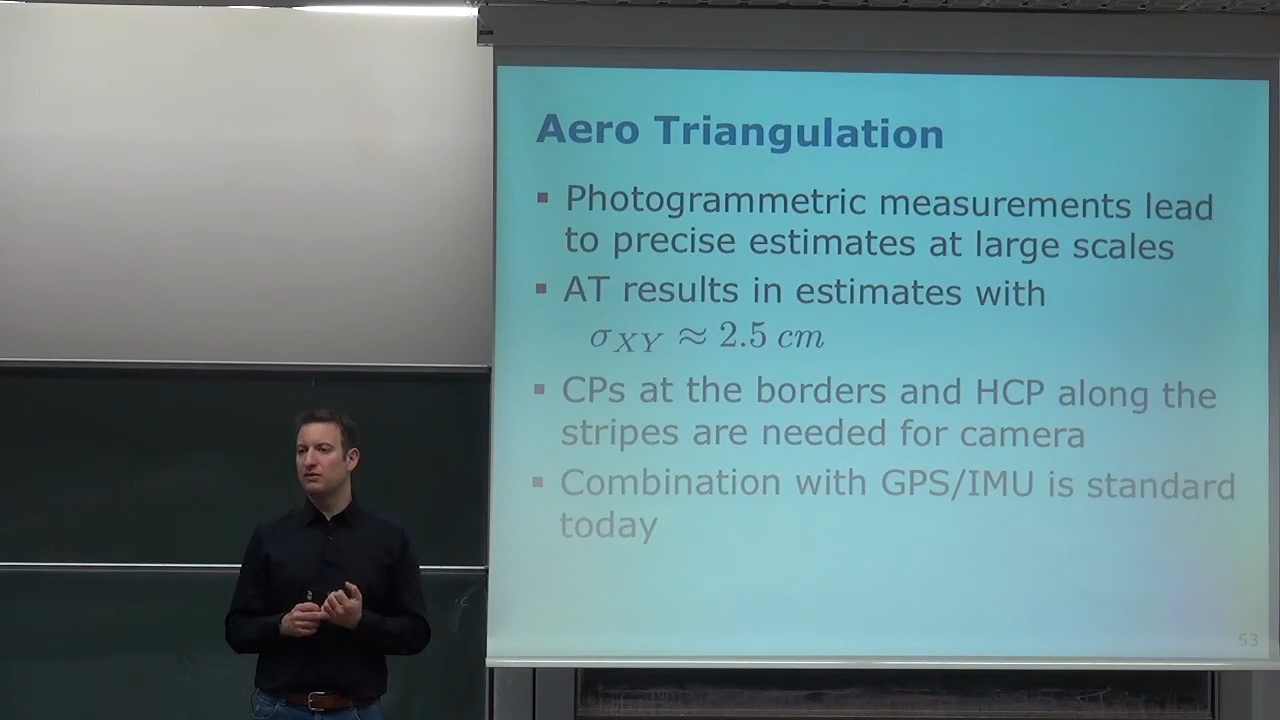 Aero Triangulation
▪ Photogrammetric measurements lead
to precise estimates at large scales
▪ AT results in estimates with
σXY ≈ 2.5 cm
▪ CPs at the borders and HCP along the
stripes are needed for camera
▪ Combination with GPS/IMU is standard
today
53